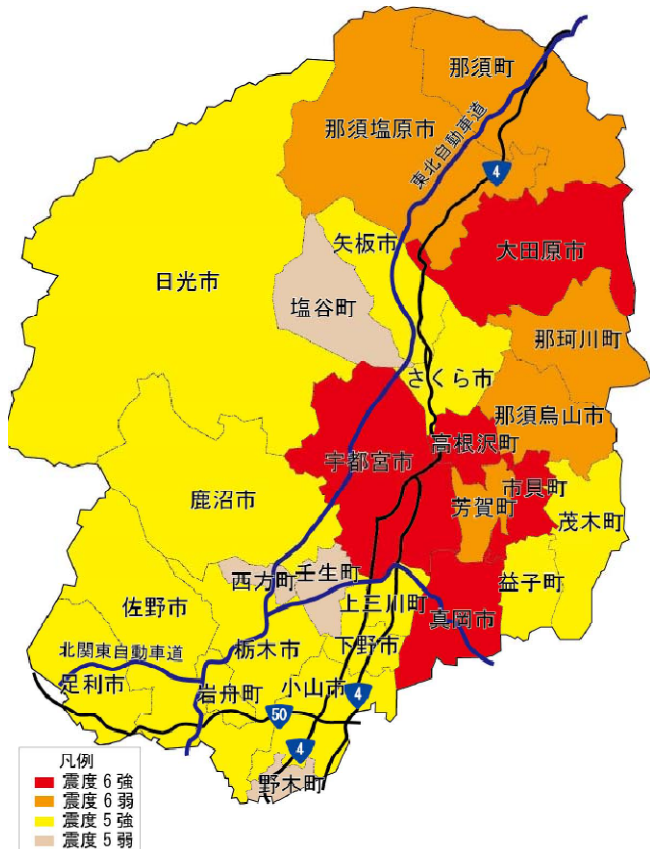 那須町
那須塩原市
東北自動車道
4
大田原市
矢板市
日光市
塩谷町
那珂川町
さくら市
那須烏山市
高根沢町
宇都宮市
市貝町
芳賀町
鹿沼市
茂木町
西方町
壬生町
益子町
上三川町
佐野市
真岡市
栃木市
下野市
北関東自動車道
足利市
岩舟町
小山市
4
50
4
野木町
凡例
震度6強
震度6弱
震度5強
震度5弱